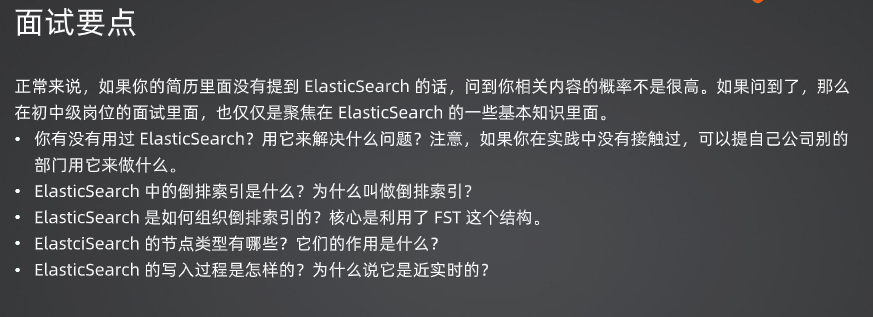 面试要点
正常来说，如果你的简历里面没有提到 ElasticSearch 的话，问到你相关内容的概率不是很高。如果问到了，那么
在初中级岗位的面试里面，也仅仅是聚焦在 ElasticSearch 的一些基本知识里面。
• 你有没有用过 ElasticSearch？用它来解决什么问题？注意，如果你在实践中没有接触过，可以提自己公司别的
部门用它来做什么。
• ElasticSearch 中的倒排索引是什么？为什么叫做倒排索引？
• ElasticSearch 是如何组织倒排索引的？核心是利用了 FST 这个结构。
• ElastciSearch 的节点类型有哪些？它们的作用是什么？
• ElasticSearch 的写入过程是怎样的？为什么说它是近实时的？